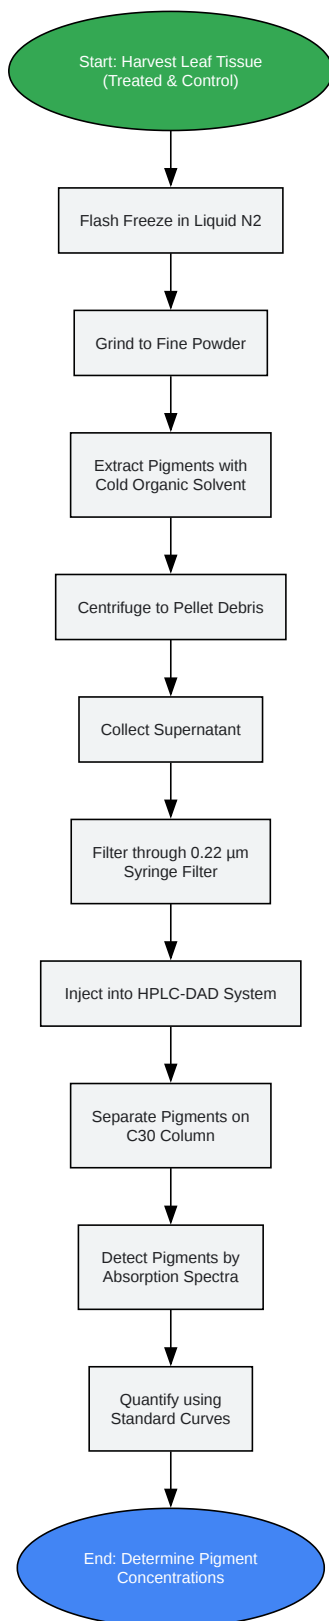 Start: Harvest Leaf Tissue
(Treated & Control)
Flash Freeze in Liquid N2
Grind to Fine Powder
Extract Pigments with
Cold Organic Solvent
Centrifuge to Pellet Debris
Collect Supernatant
Filter through 0.22 µm
Syringe Filter
Inject into HPLC-DAD System
Separate Pigments on
C30 Column
Detect Pigments by
Absorption Spectra
Quantify using
Standard Curves
End: Determine Pigment
Concentrations